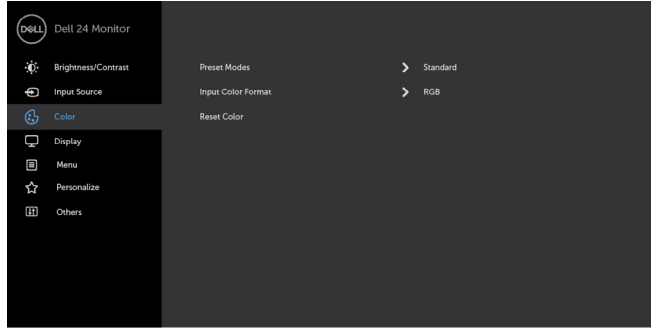 DELL Dell 24 Monitor
Brightness/Contrast
Preset Modes Standard
Input Source
Input Color Format RGB
Color
Reset Color
Display
Menu
Personalize
Others